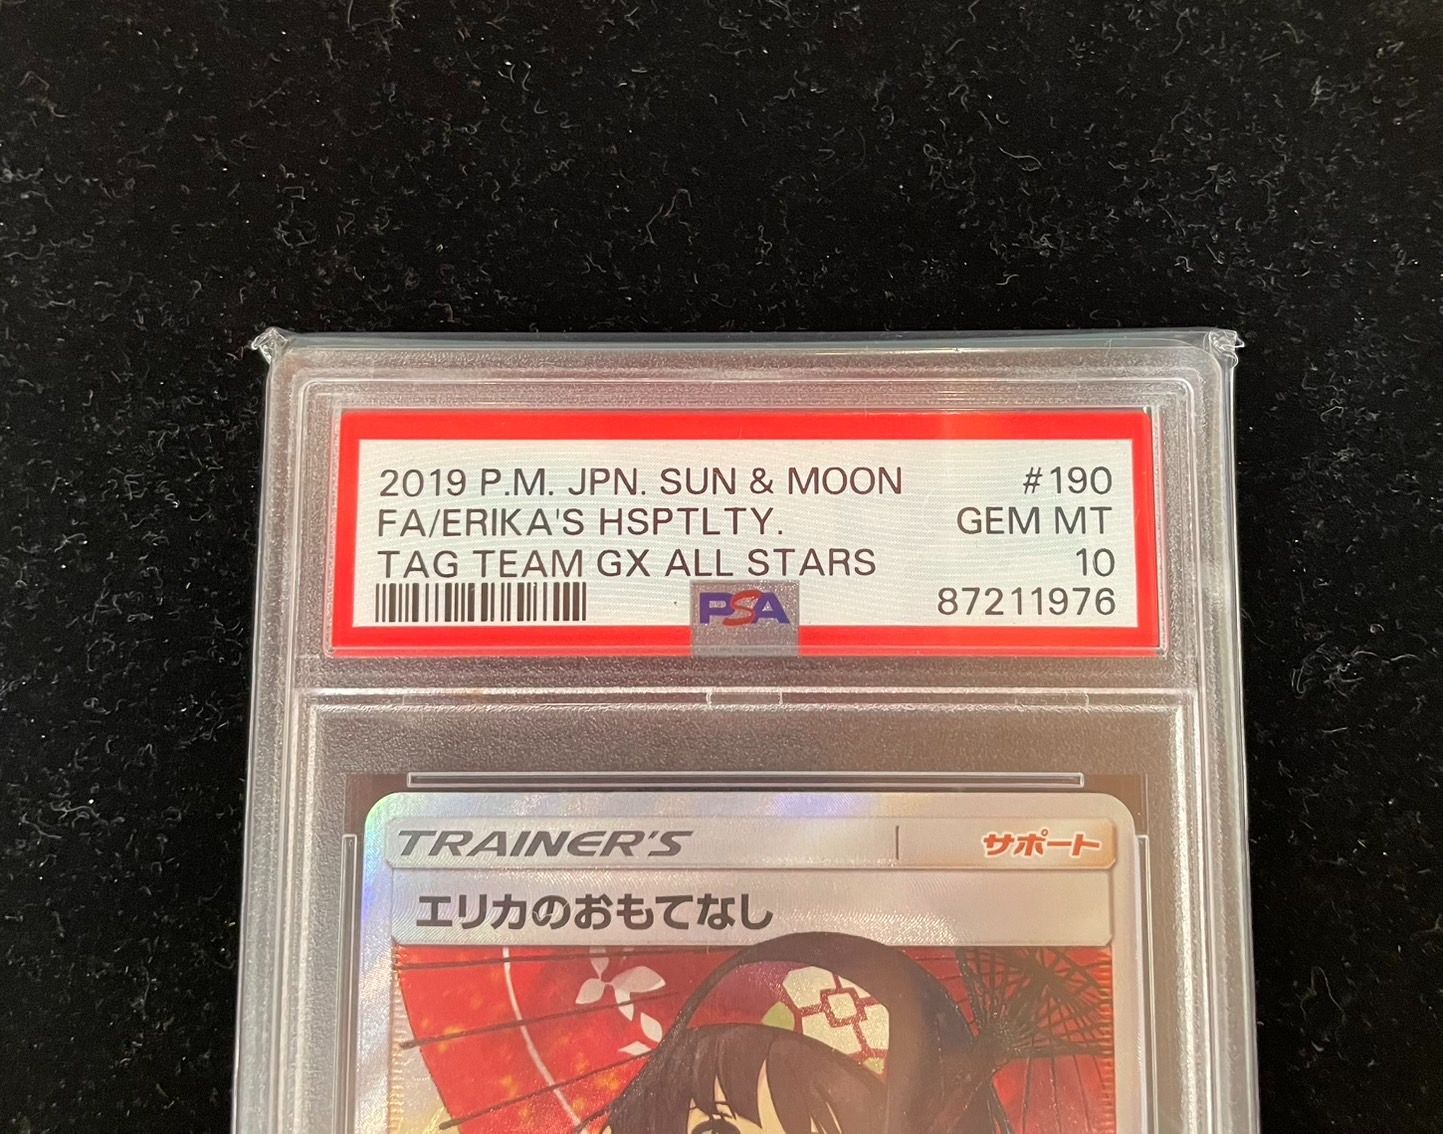 2019 P.M. JPN. SUN & MOON #190
FA/ERIKA'S HSPTLTY. GEM MT
TAG TEAM GX ALL STARS 10
PSA 87211976
TRAINER'S サポート
エリカのおもてなし